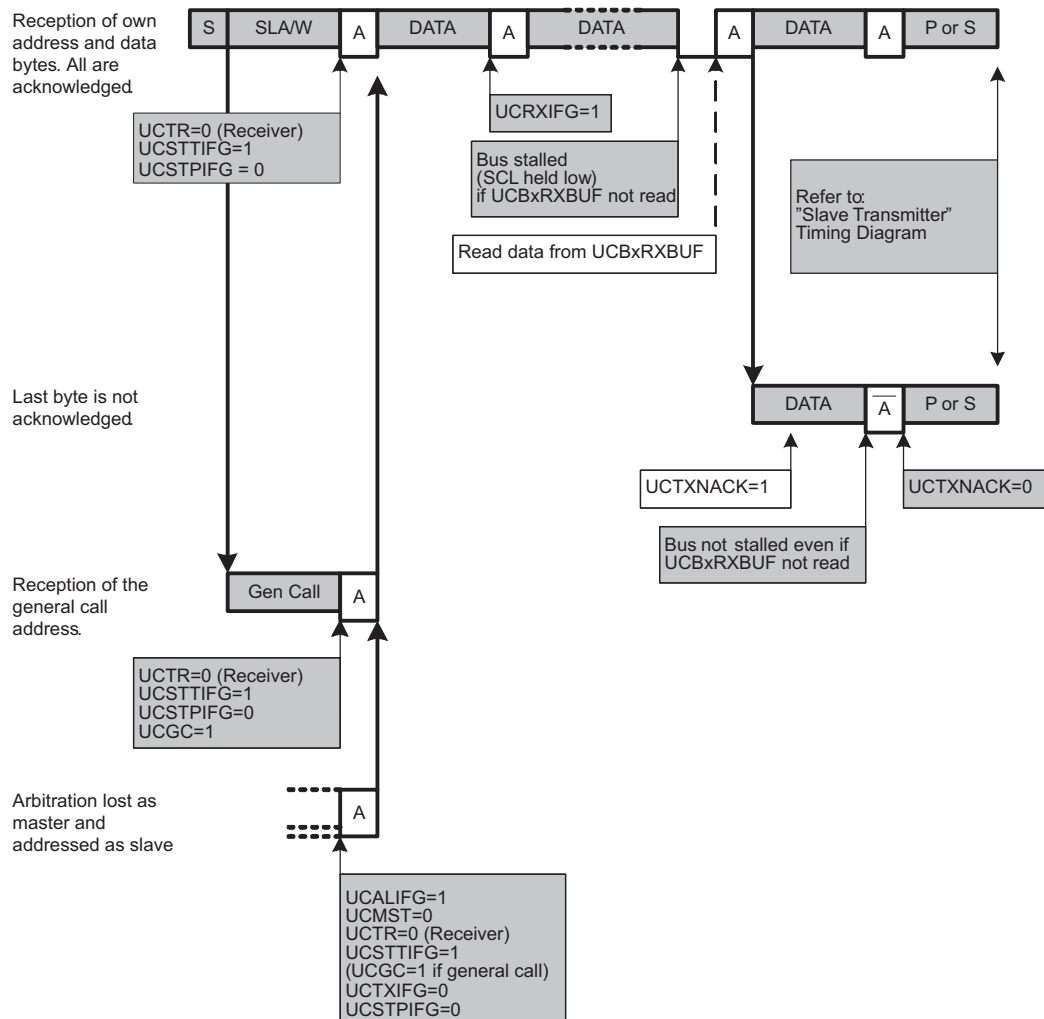 Reception of own
address and data
bytes. All are
acknowledged.
S SLA/W A DATA A DATA A DATA A P or S
UCTR=0 (Receiver)
UCSTTIFG=1
UCSTPIFG = 0
UCRXIFG=1
Bus stalled
(SCL held low)
if UCBxRXBUF not read
Read data from UCBxRXBUF
Refer to:
”Slave Transmitter”
Timing Diagram
Last byte is not
acknowledged.
DATA A P or S
UCTXNACK=1
UCTXNACK=0
Bus not stalled even if
UCBxRXBUF not read
Reception of the
general call
address.
Gen Call A
UCTR=0 (Receiver)
UCSTTIFG=1
UCSTPIFG=0
UCGC=1
Arbitration lost as
master and
addressed as slave
A
UCALIFG=1
UCMST=0
UCTR=0 (Receiver)
UCSTTIFG=1
(UCGC=1 if general call)
UCTXIFG=0
UCSTPIFG=0